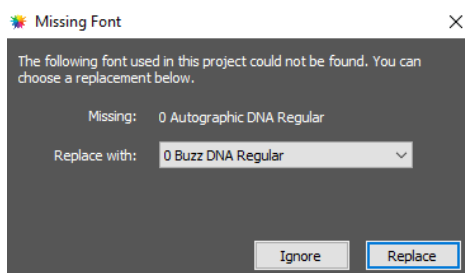 Missing Font
The following font used in this project could not be found. You can
choose a replacement below.
Missing: 0 Autographic DNA Regular
Replace with: 0 Buzz DNA Regular
Ignore Replace